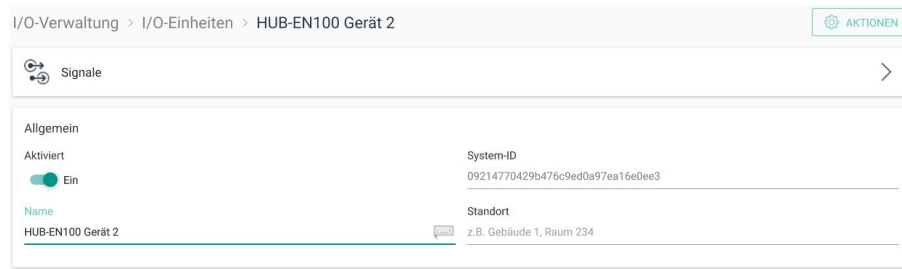 I/O-Verwaltung > I/O-Einheiten > HUB-EN100 Gerät 2
AKTIONEN
Signale
Allgemein
Aktiviert
System-ID
Ein
09214770429b476c9ed0a97ea16e0ee3
Name
Standort
HUB-EN100 Gerät 2
z.B. Gebäude 1, Raum 234